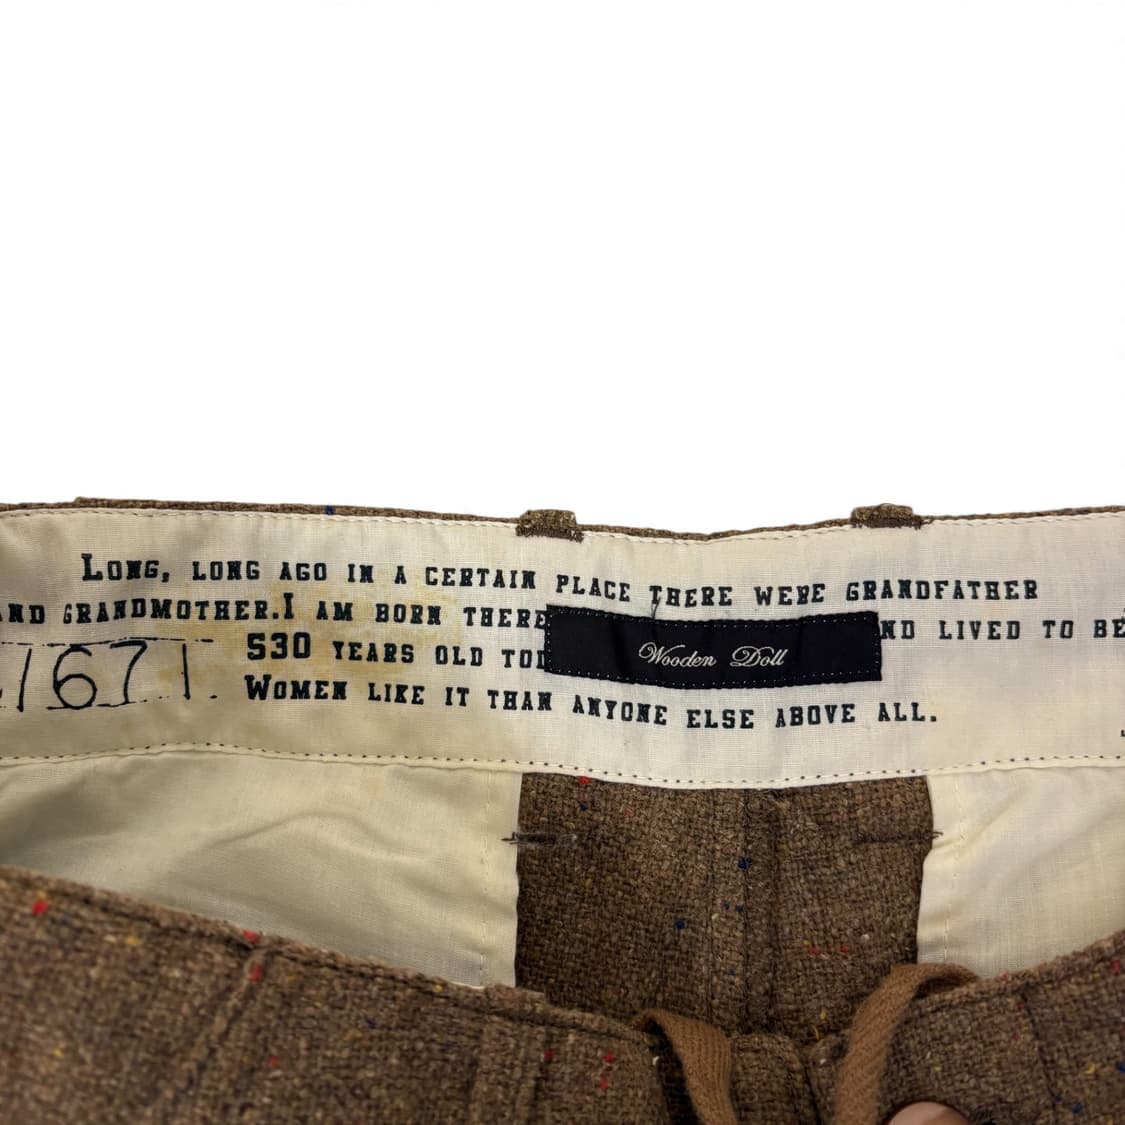 LONG, LONG AGO IN A CERTAIN PLACE THERE WERE GRANDFATHER
ND GRANDMOTHER.I AM BORN THERE ND LIVED TO BE
530 YEARS OLD TOD
WOMEN LIKE IT THAN ANYONE ELSE ABOVE ALL.
1671.
Wooden Doll